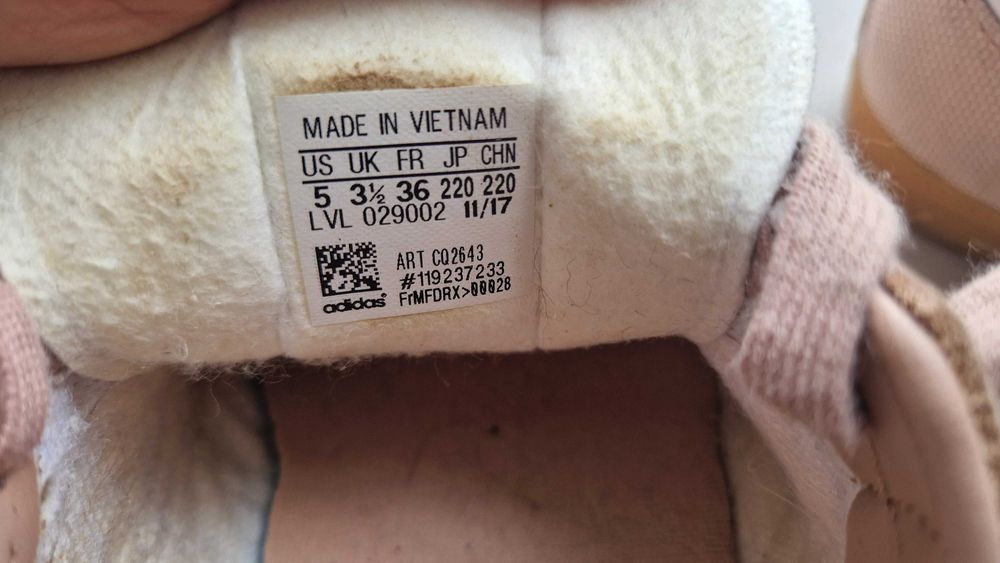 MADE IN VIETNAM
US UK FR JP CHN
5 3½ 36 220 220
LVL 029002 11/17
ART CQ2643
#119237233
FrMFDRX>00028
adidas